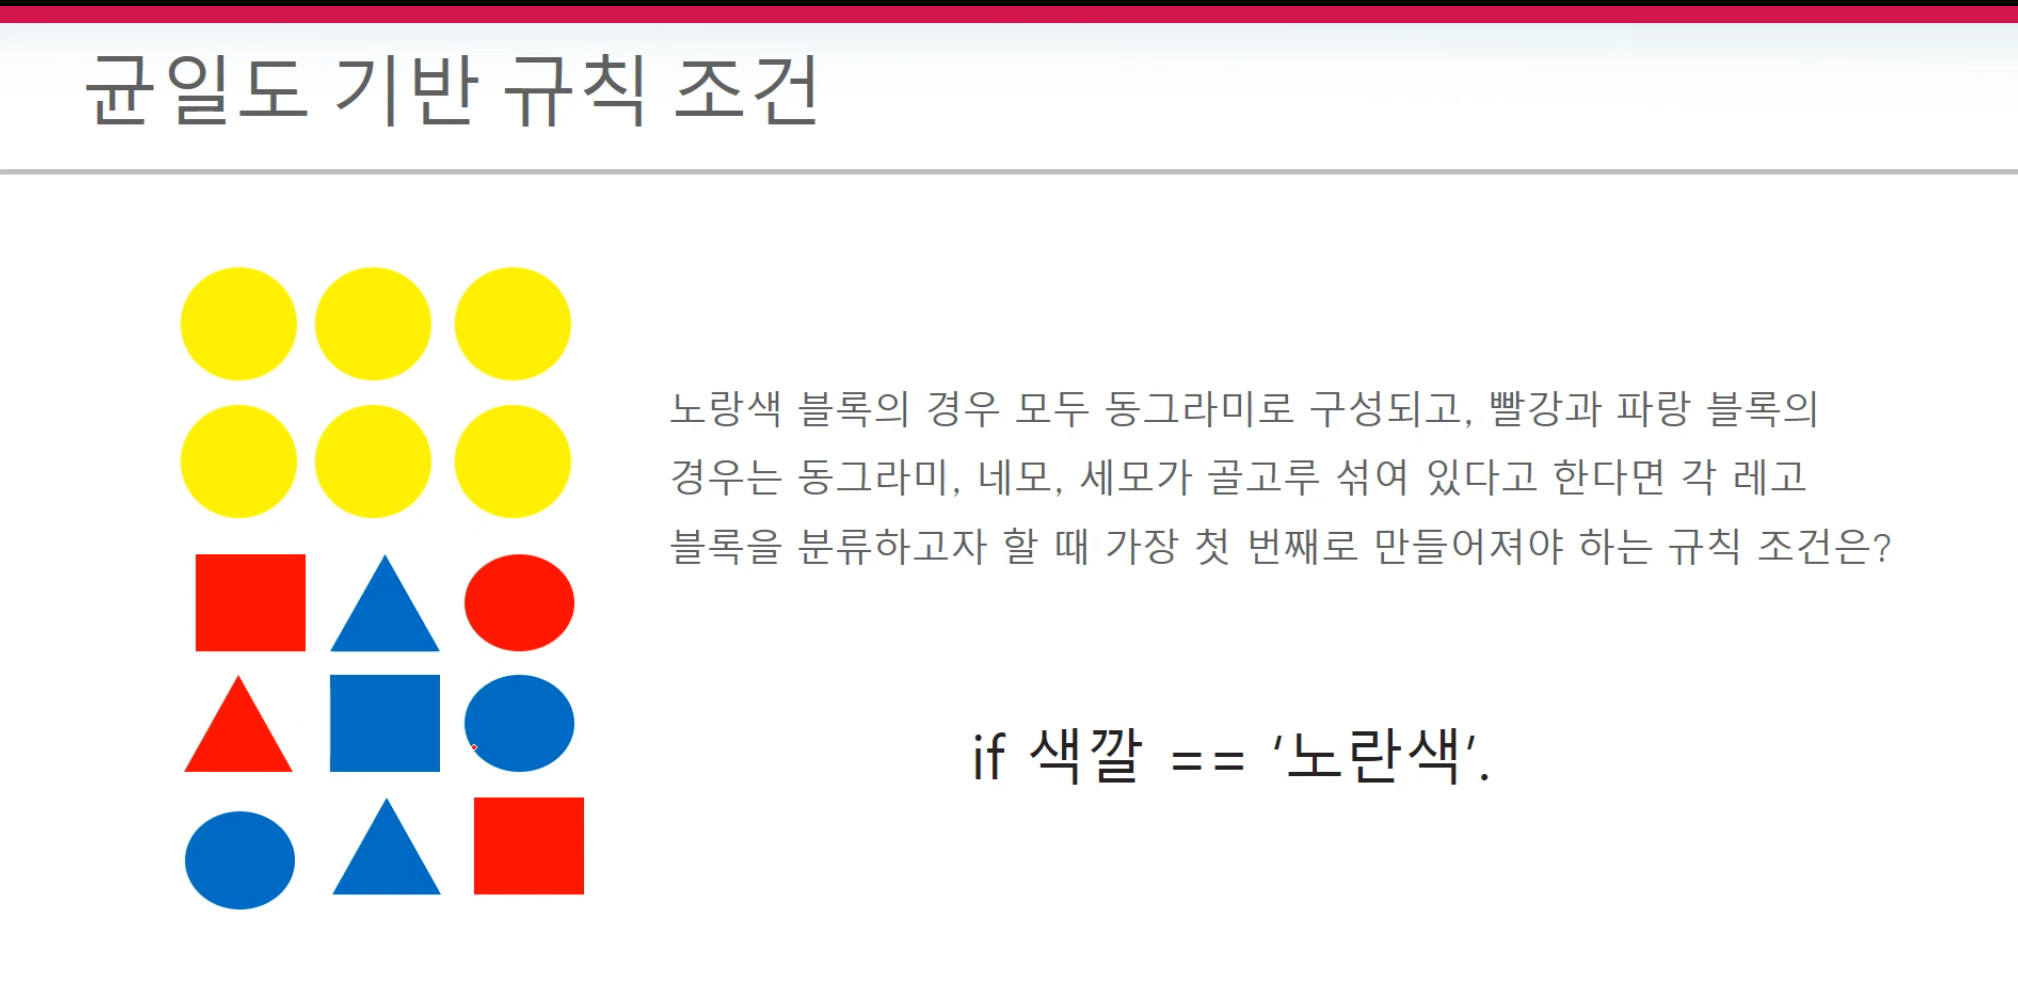 균일도 기반 규칙 조건
노랑색 블록의 경우 모두 동그라미로 구성되고, 빨강과 파랑 블록의
경우는 동그라미, 네모, 세모가 골고루 섞여 있다고 한다면 각 레고
블록을 분류하고자 할 때 가장 첫 번째로 만들어져야 하는 규칙 조건은?
if 색깔 == ‘노란색’.